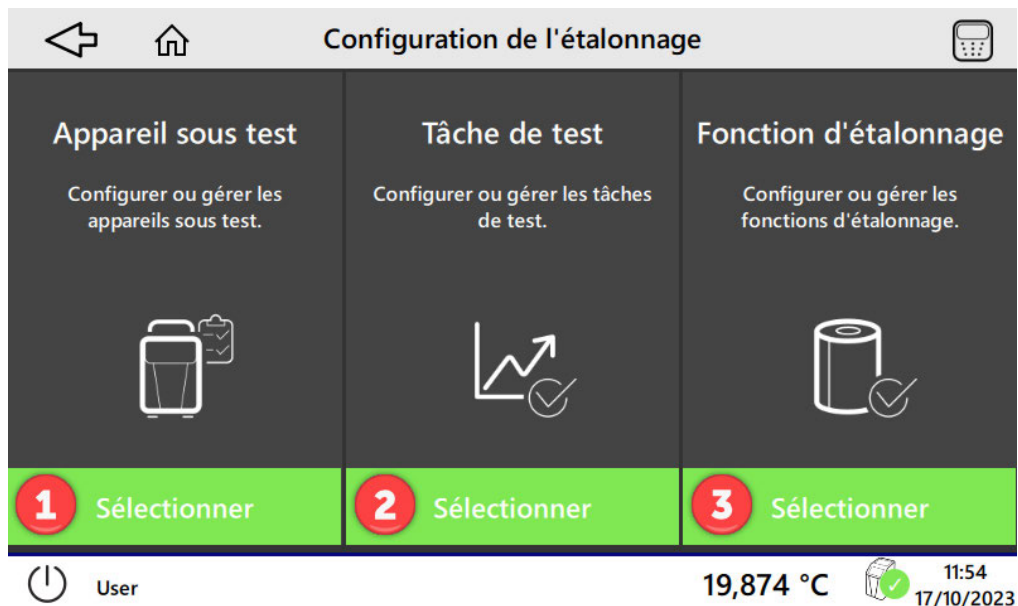 Configuration de l'étalonnage
Appareil sous test
Configurer ou gérer les
appareils sous test.
1 Sélectionner
Tâche de test
Configurer ou gérer les tâches
de test.
2 Sélectionner
Fonction d'étalonnage
Configurer ou gérer les
fonctions d'étalonnage.
3 Sélectionner
User
19,874 °C
11:54
17/10/2023